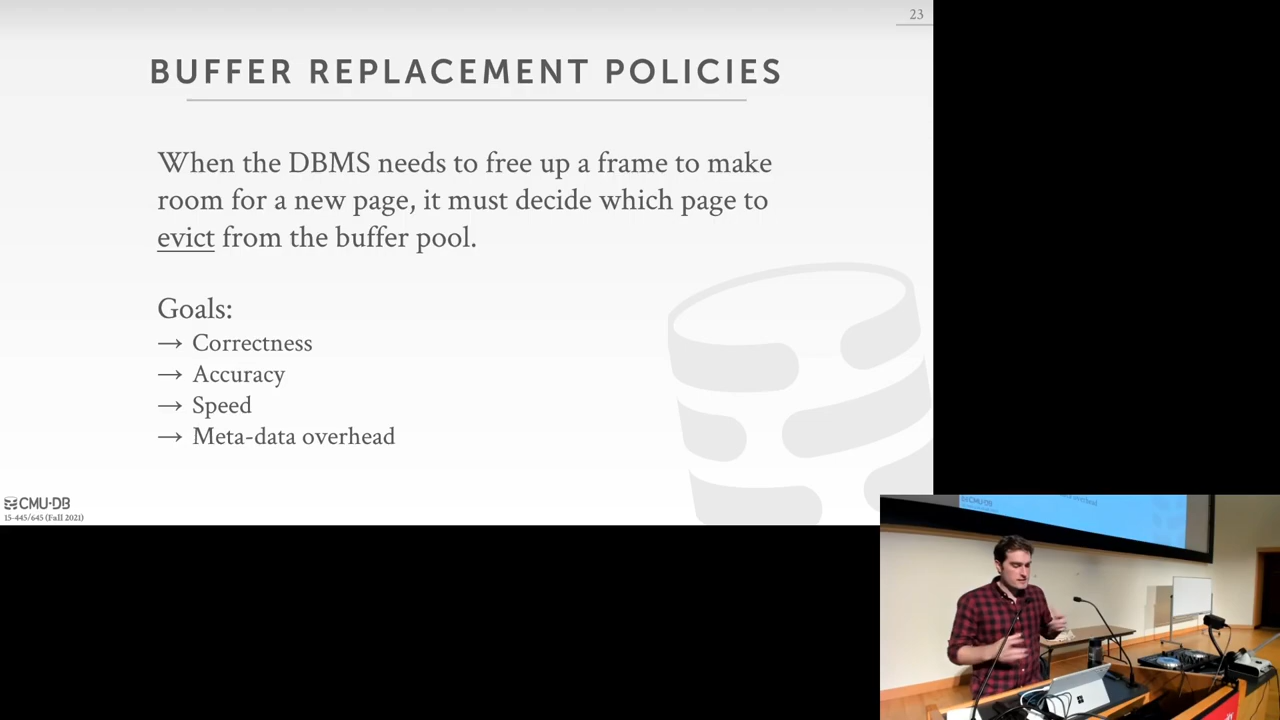 23
BUFFER REPLACEMENT POLICIES
When the DBMS needs to free up a frame to make
room for a new page, it must decide which page to
evict from the buffer pool.
Goals:
→ Correctness
→ Accuracy
→ Speed
→ Meta-data overhead
CMU·DB
15-445/645 (Fall 2021)